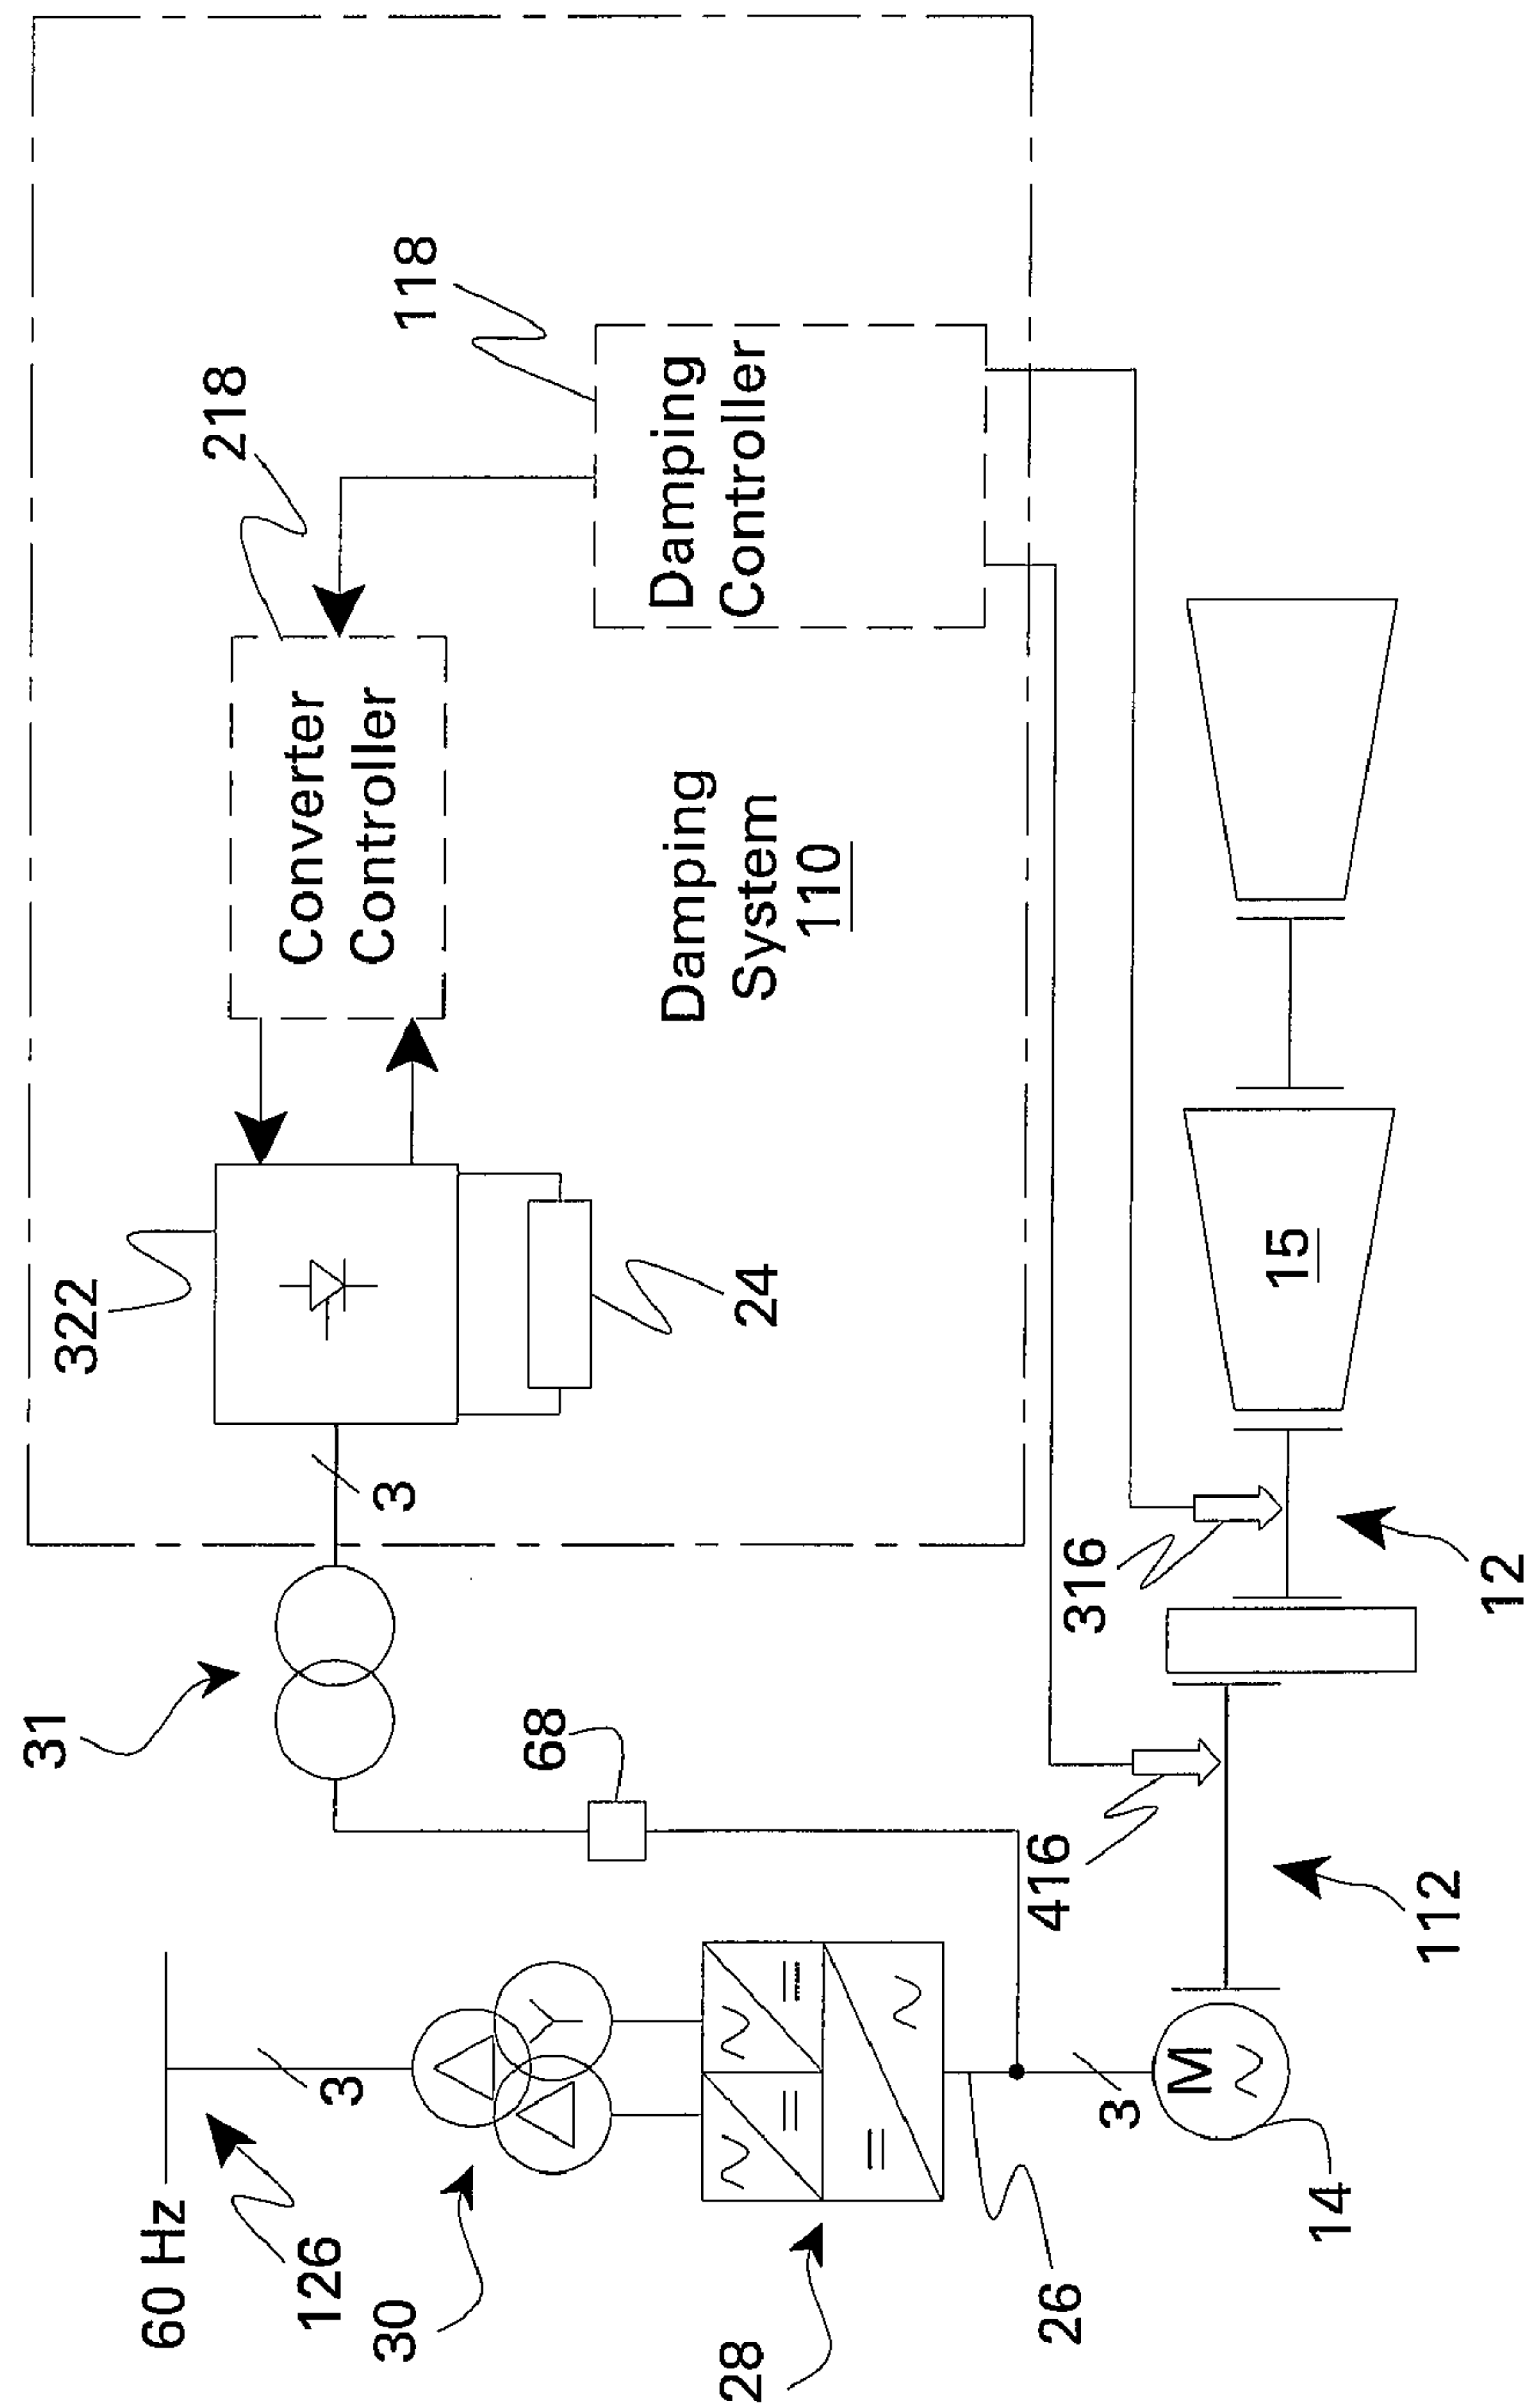 60 Hz
126
3
30
28
26
3
14
M
31
68
416
112
3
322
24
316
12
15
Converter
Controller
218
Damping
System
110
Damping
Controller
118